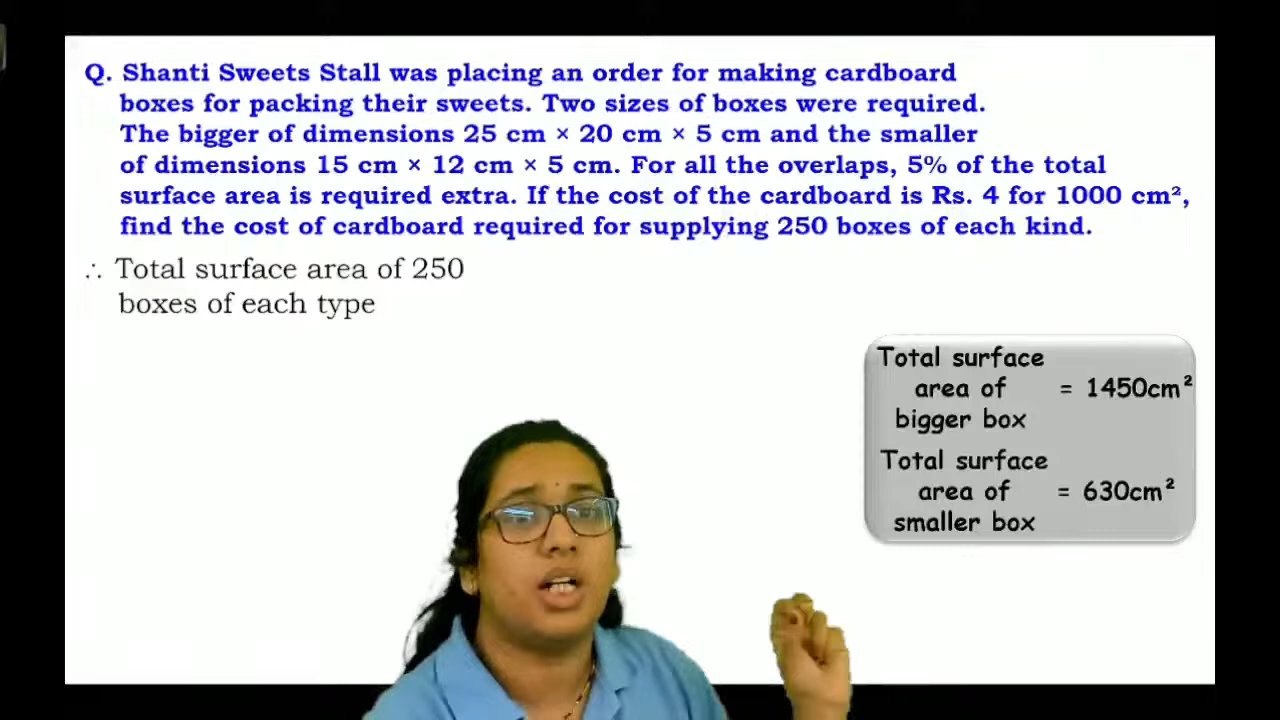 Q. Shanti Sweets Stall was placing an order for making cardboard
boxes for packing their sweets. Two sizes of boxes were required.
The bigger of dimensions 25 cm × 20 cm × 5 cm and the smaller
of dimensions 15 cm × 12 cm × 5 cm. For all the overlaps, 5% of the total
surface area is required extra. If the cost of the cardboard is Rs. 4 for 1000 cm²,
find the cost of cardboard required for supplying 250 boxes of each kind.
∴ Total surface area of 250
boxes of each type
Total surface
area of = 1450cm²
bigger box
Total surface
area of = 630cm²
smaller box